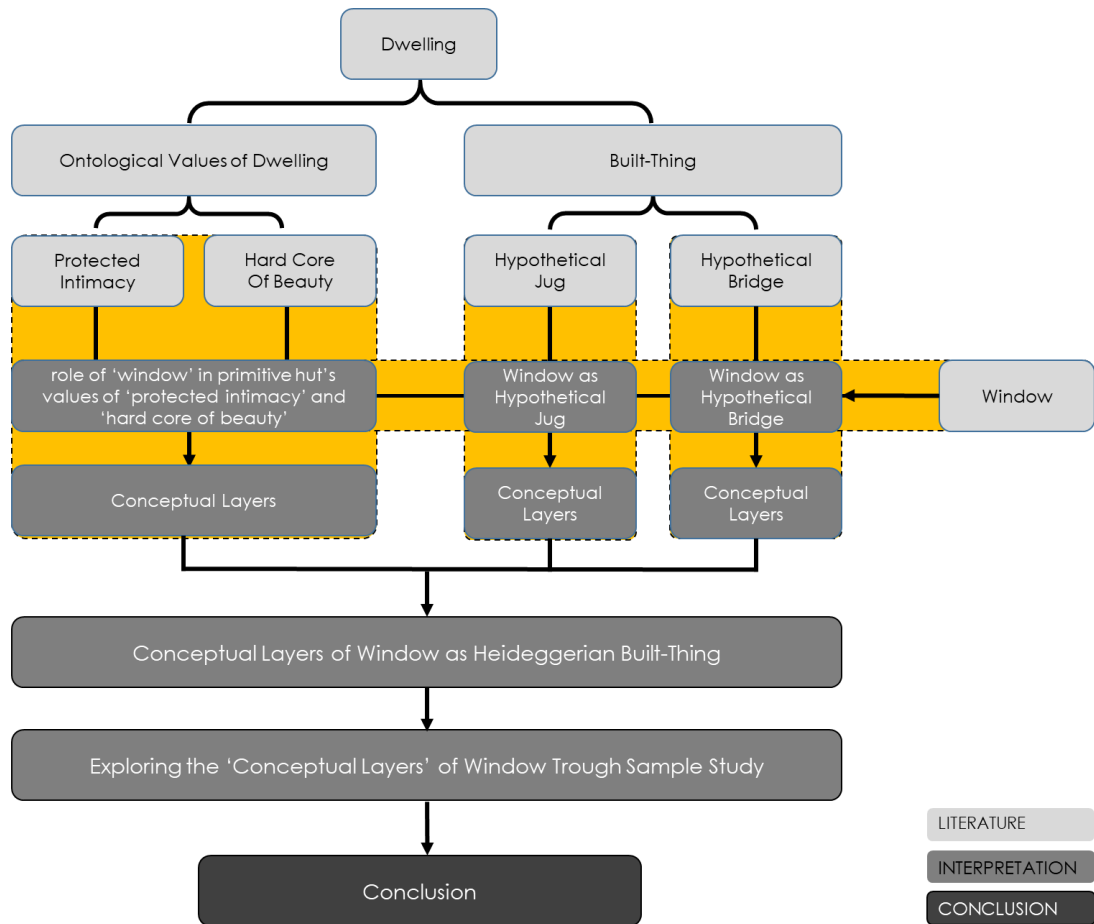 Dwelling
Ontological Values of Dwelling
Built-Thing
Protected
Intimacy
Hard Core
Of Beauty
Hypothetical
Jug
Hypothetical
Bridge
role of ‘window’ in primitive hut’s
values of ‘protected intimacy’ and
‘hard core of beauty’
Window as
Hypothetical
Jug
Window as
Hypothetical
Bridge
Window
Conceptual Layers
Conceptual
Layers
Conceptual
Layers
Conceptual Layers of Window as Heideggerian Built-Thing
Exploring the ‘Conceptual Layers’ of Window Trough Sample Study
Conclusion
LITERATURE
INTERPRETATION
CONCLUSION